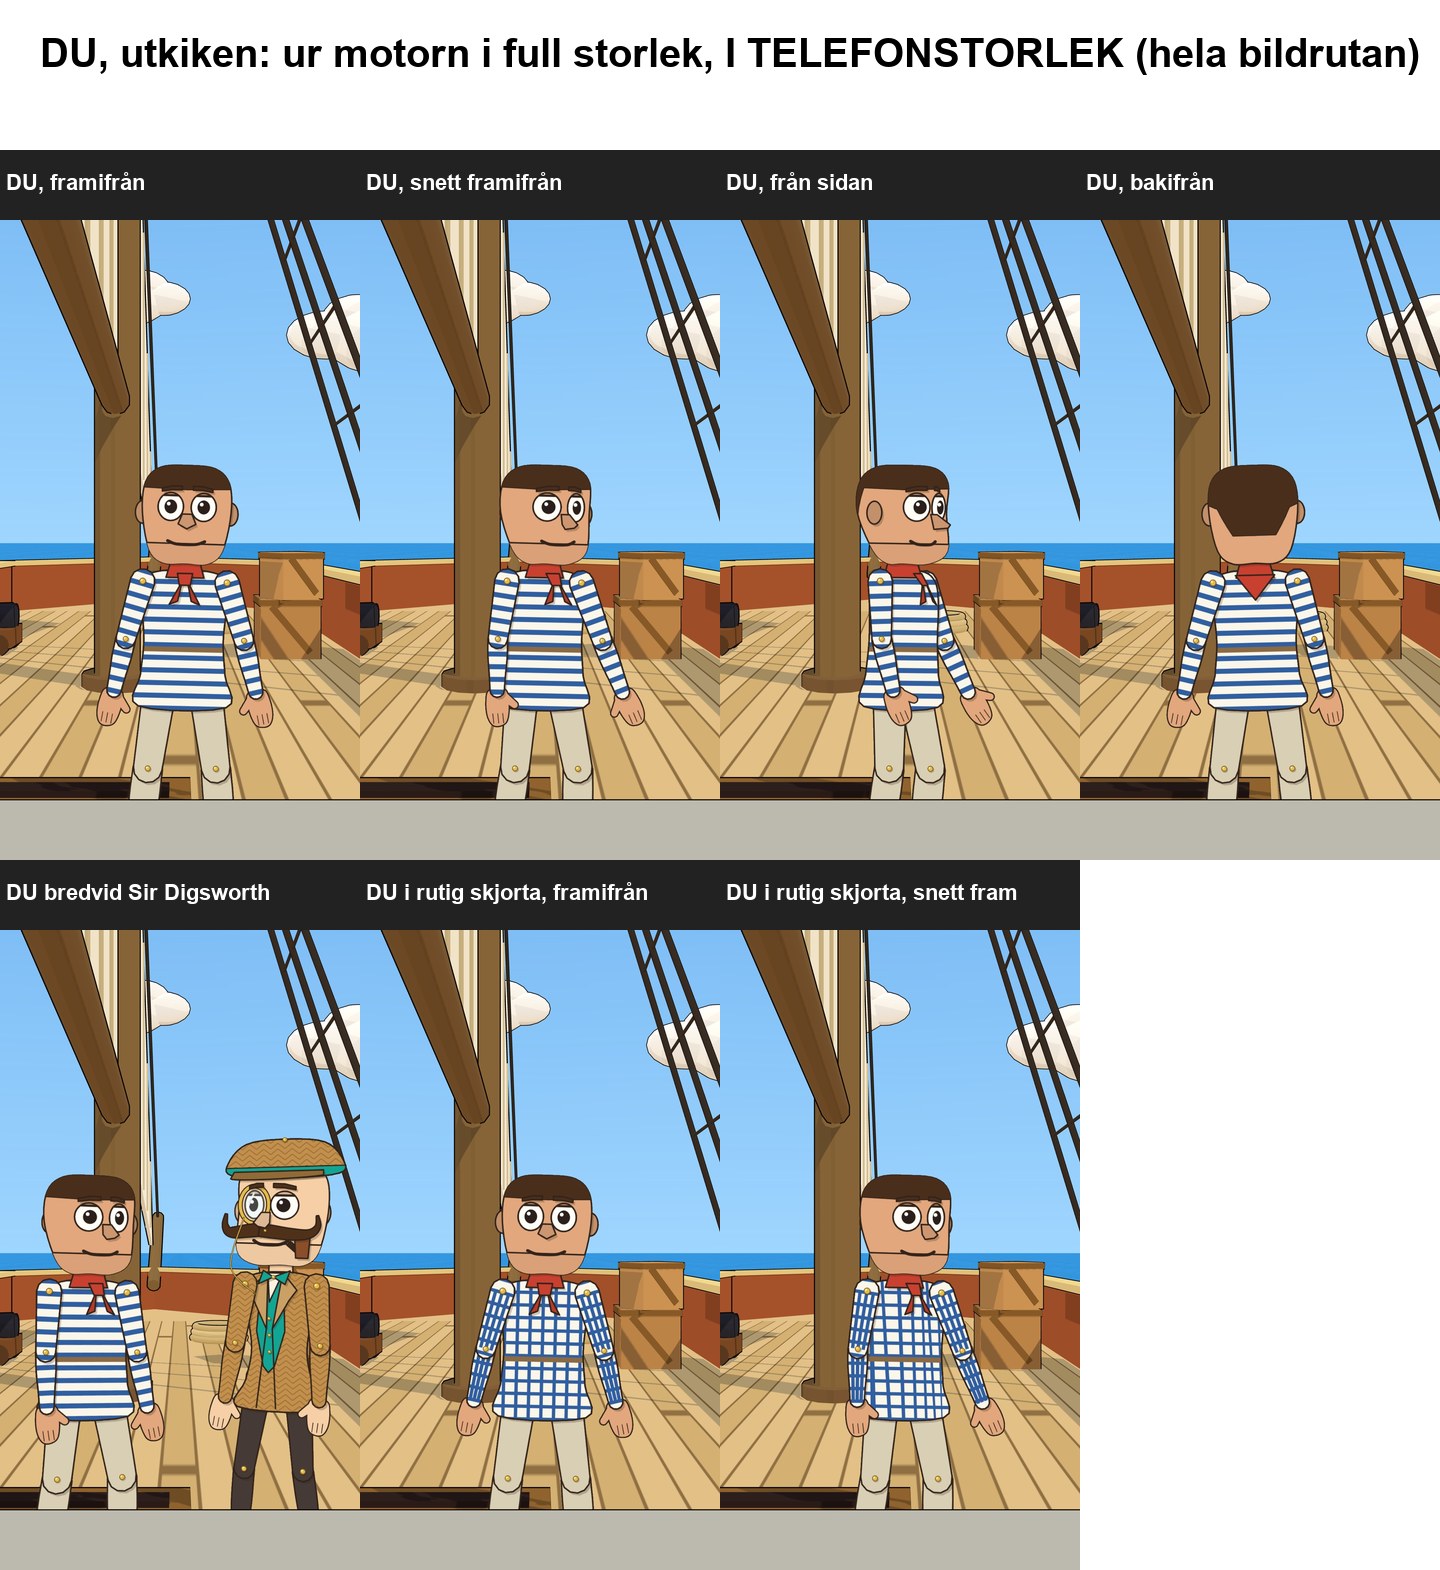 DU, utkiken: ur motorn i full storlek, I TELEFONSTORLEK (hela bildrutan)
DU, framifrån
DU, snett framifrån
DU, från sidan
DU, bakifrån
DU bredvid Sir Digsworth
DU i rutig skjorta, framifrån
DU i rutig skjorta, snett fram